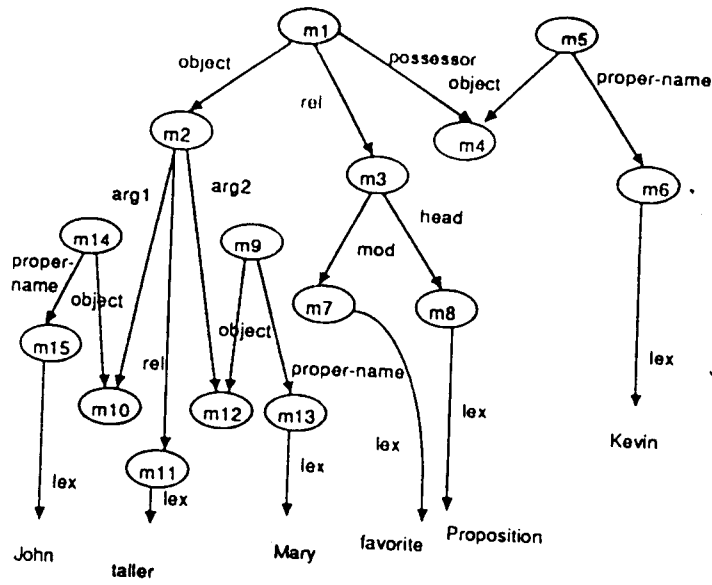 m1
m5
object
possessor
object
proper-name
rel
m2
m4
m3
m6
arg1
arg2
head
m14
m9
mod
proper-
name
object
m7
m8
m15
object
rel
proper-name
lex
m10
m12
m13
lex
lex
Kevin
m11
lex
lex
lex
John
taller
Mary
favorite
Proposition